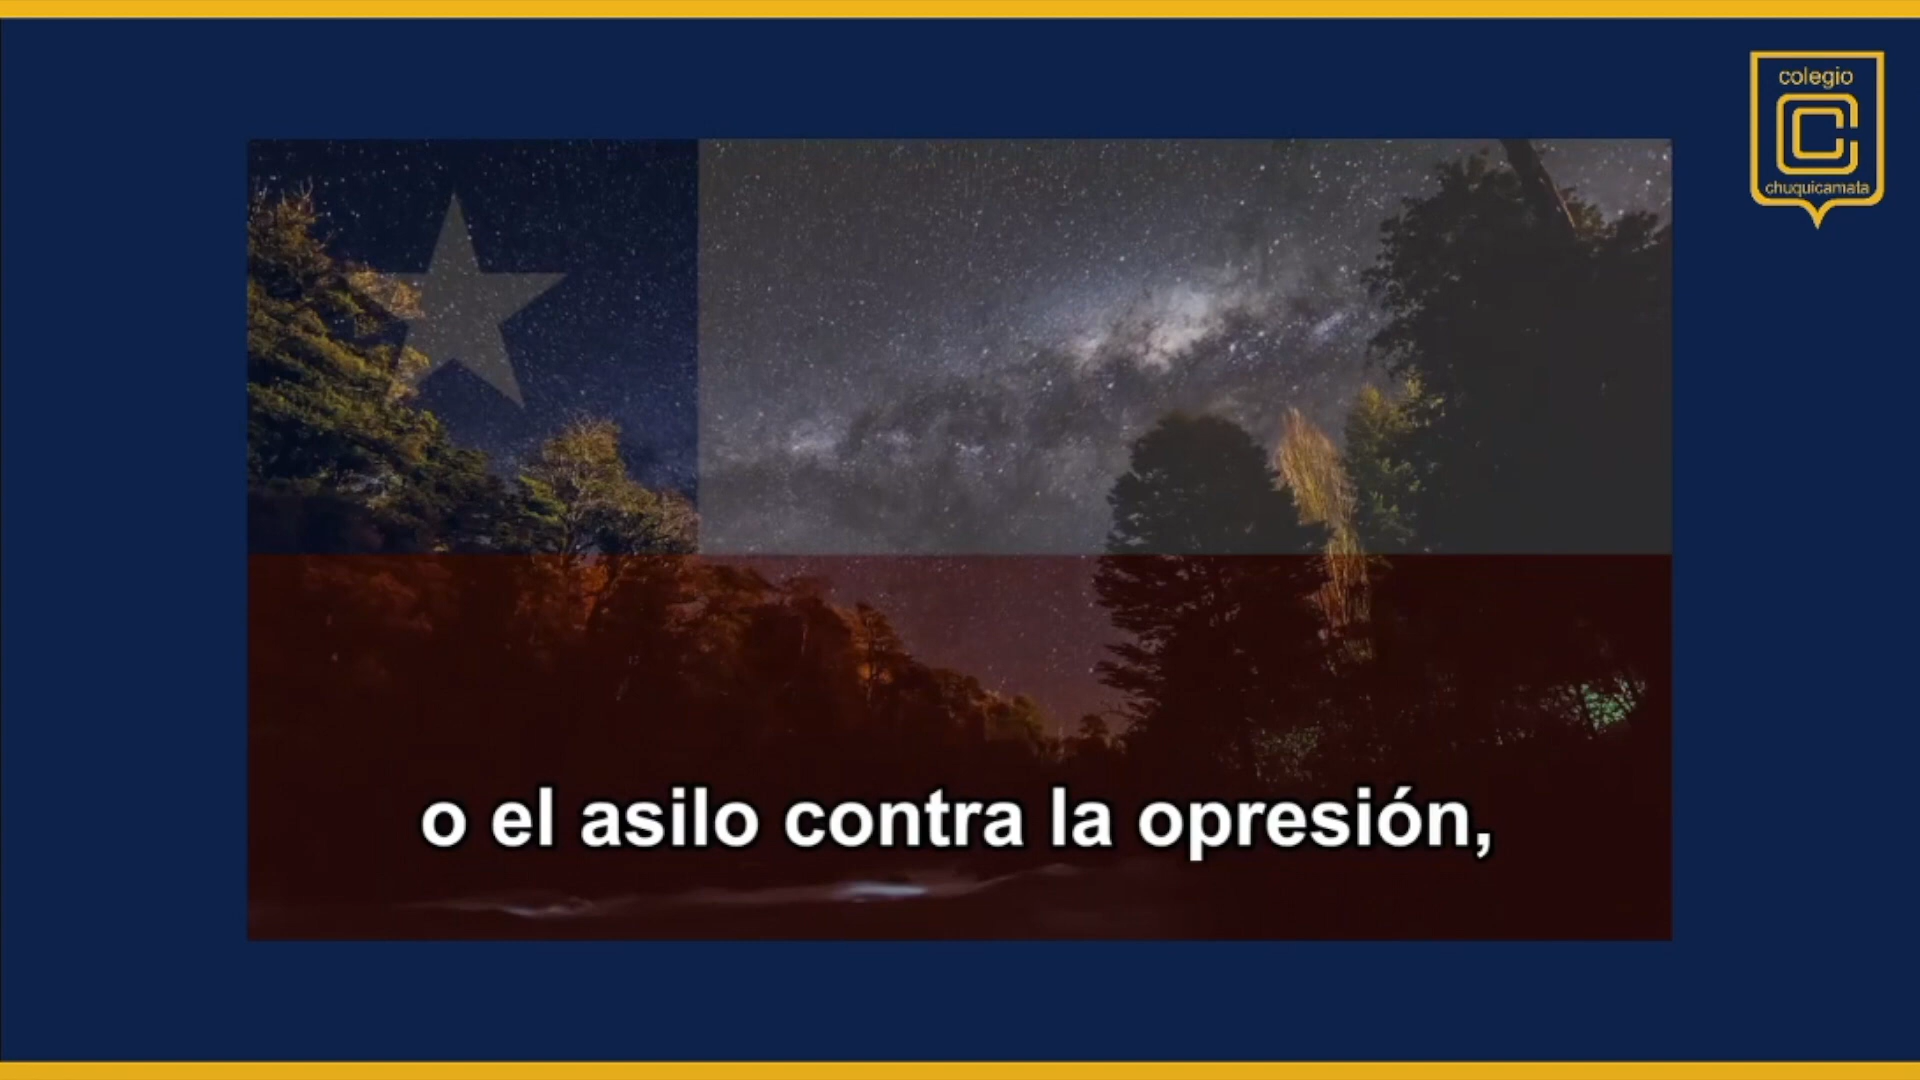 colegio
chuquicamata
o el asilo contra la opresión,